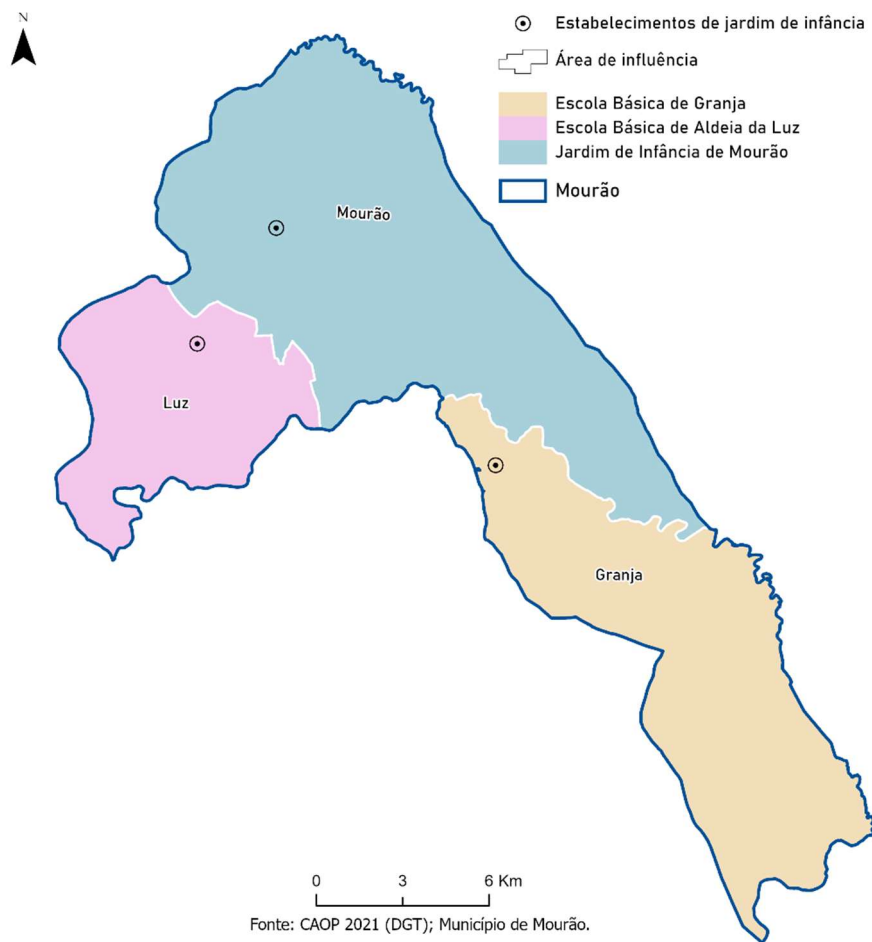 N
Estabelecimentos de jardim de infância
Área de influência
Escola Básica de Granja
Escola Básica de Aldeia da Luz
Jardim de Infância de Mourão
Mourão
Mourão
Luz
Granja
0 3 6 Km
Fonte: CAOP 2021 (DGT); Município de Mourão.